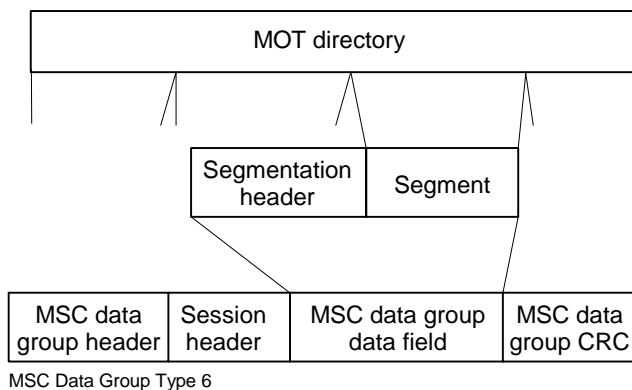 MOT directory
Segmentation
header
Segment
MSC data
group header
Session
header
MSC data group
data field
MSC data
group CRC
MSC Data Group Type 6